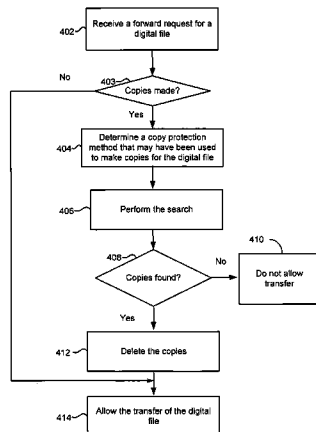 Receive a forward request for a
digital file
402
No
403
Copies made?
Yes
Determine a copy protection
method that may have been used
to make copies for the digital file
404
Perform the search
406
408
410
Copies found?
No
Do not allow
transfer
Yes
Delete the copies
412
Allow the transfer of the digital
file
414